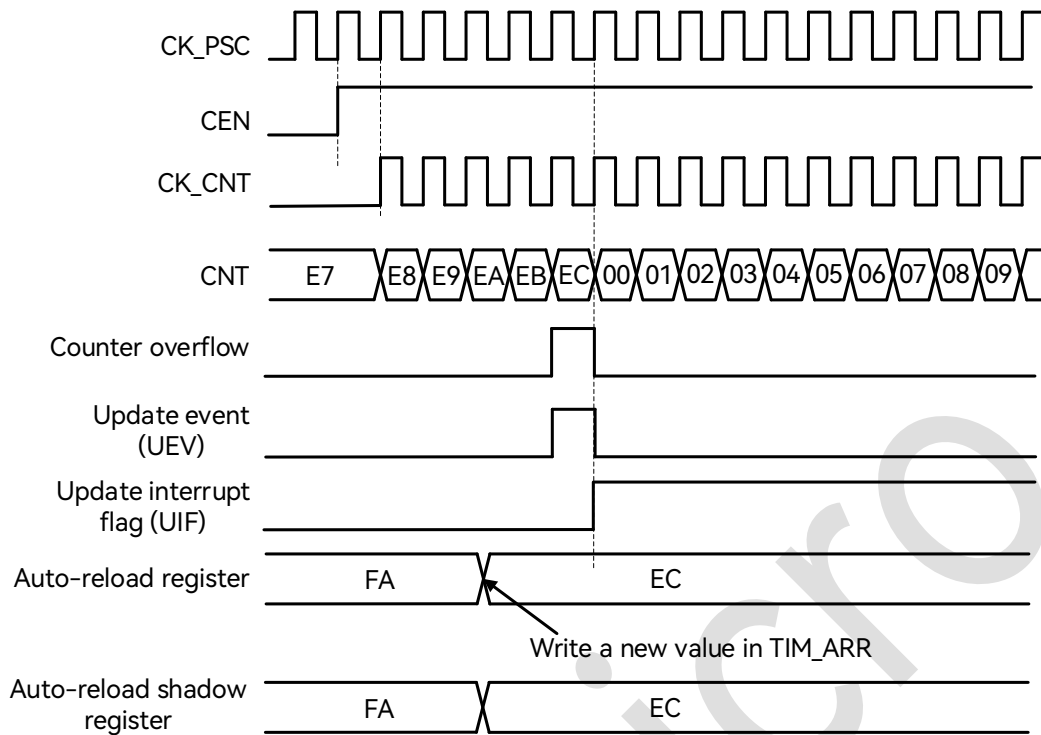 CK_PSC
CEN
CK_CNT
CNT E7 E8 E9 EA EB EC 00 01 02 03 04 05 06 07 08 09
Counter overflow
Update event
(UEV)
Update interrupt
flag (UIF)
Auto-reload register FA EC
Write a new value in TIM_ARR
Auto-reload shadow
register FA EC
icro